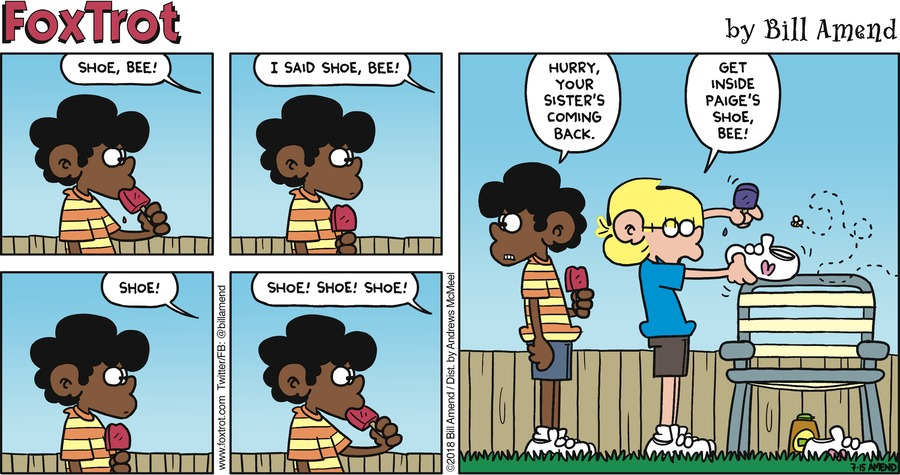 FoxTrot
by Bill Amend
SHOE, BEE!
I SAID SHOE, BEE!
SHOE!
SHOE! SHOE! SHOE!
HURRY,
YOUR
SISTER'S
COMING
BACK.
GET
INSIDE
PAIGE'S
SHOE,
BEE!
www.foxtrot.com Twitter/FB: @billamend
©2018 Bill Amend / Dist. by Andrews McMeel
7-15 AMEND